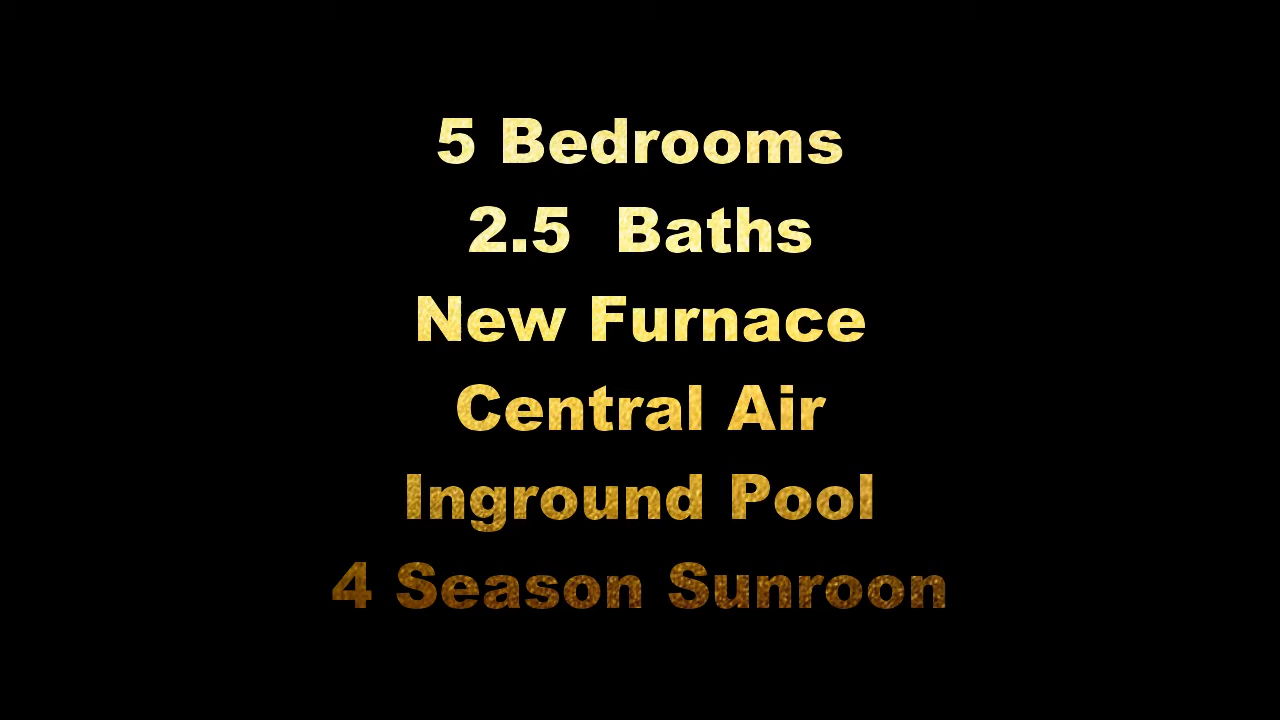 5 Bedrooms
2.5  Baths
New Furnace
Central Air
Inground Pool
4 Season Sunroon